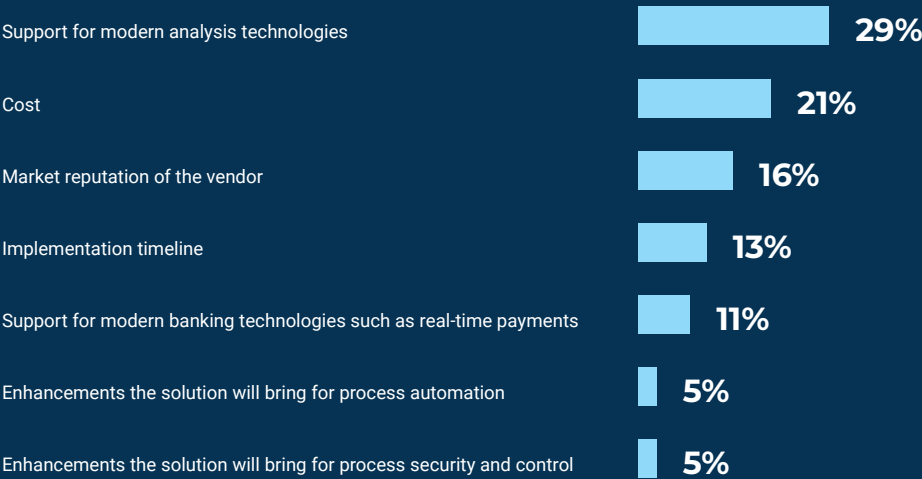 Support for modern analysis technologies 29%
Cost 21%
Market reputation of the vendor 16%
Implementation timeline 13%
Support for modern banking technologies such as real-time payments 11%
Enhancements the solution will bring for process automation 5%
Enhancements the solution will bring for process security and control 5%